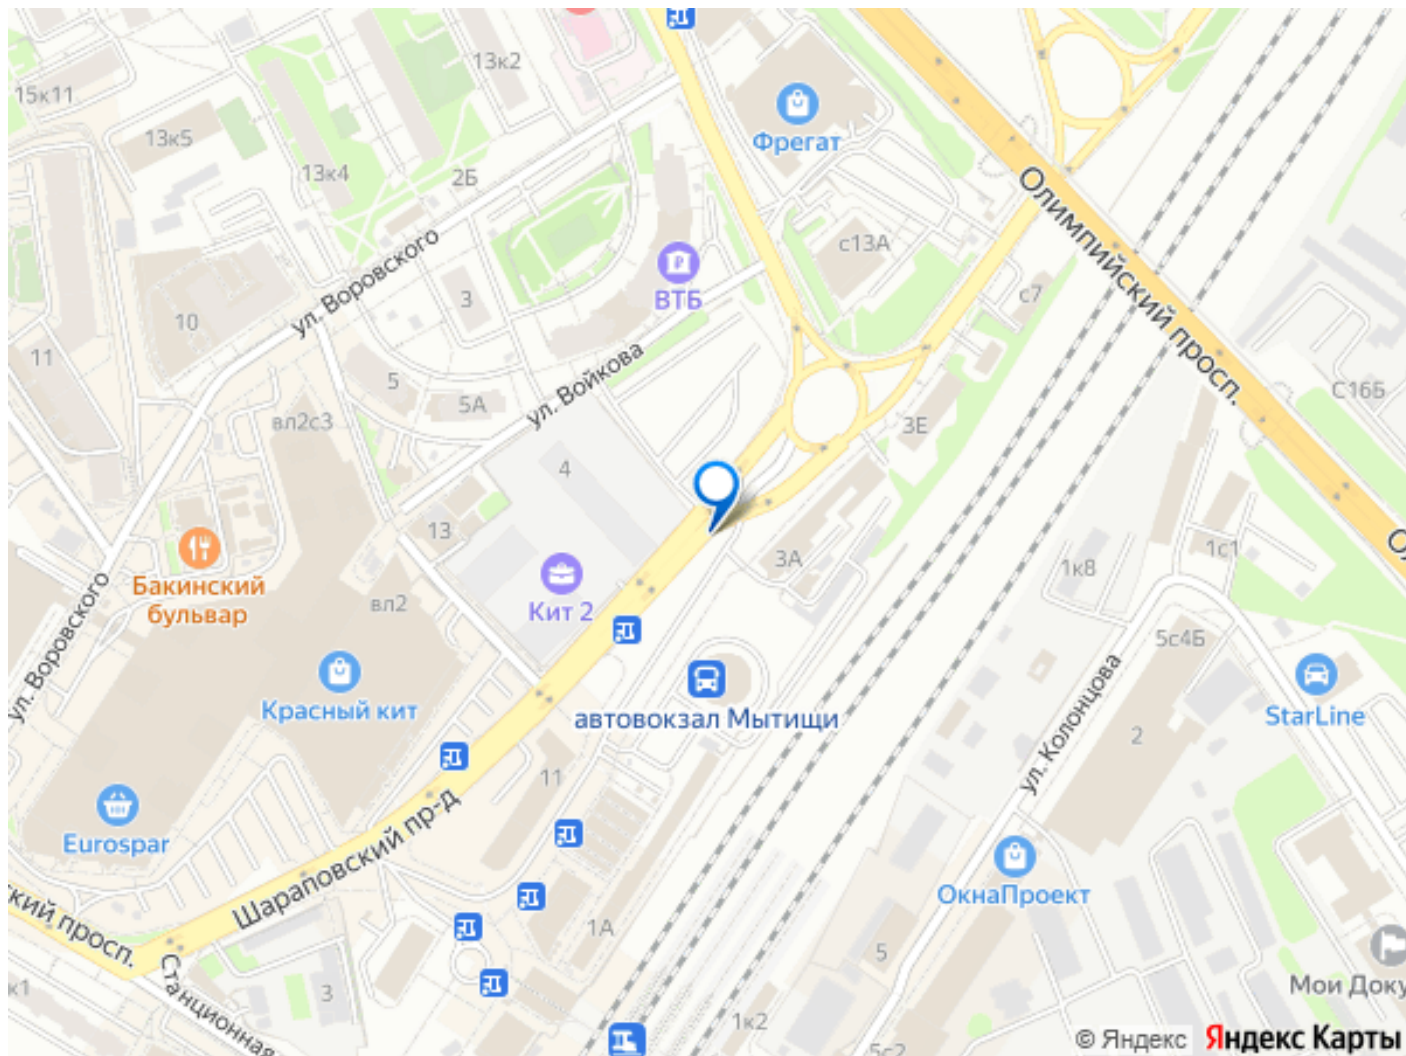 13к2
15к11
13к5
Фрегат
13к4
2Б
Олимпийский просп.
ул. Воровского
с13А
ВТБ
3
с7
10
11
5
ул. Войкова
5А
С16Б
вл2с3
3Е
4
13
3А
1с1
1к8
Бакинский
бульвар
вл2
Кит 2
ул. Воровского
5с4Б
Красный кит
автовокзал Мытищи
ул. Колонцова
StarLine
2
11
Eurospar
Шараповский пр-д
ОкнаПроект
1А
кий просп.
5
Станционная
3
Мои Доку
к1
1к2
5с2
© Яндекс Яндекс Карты